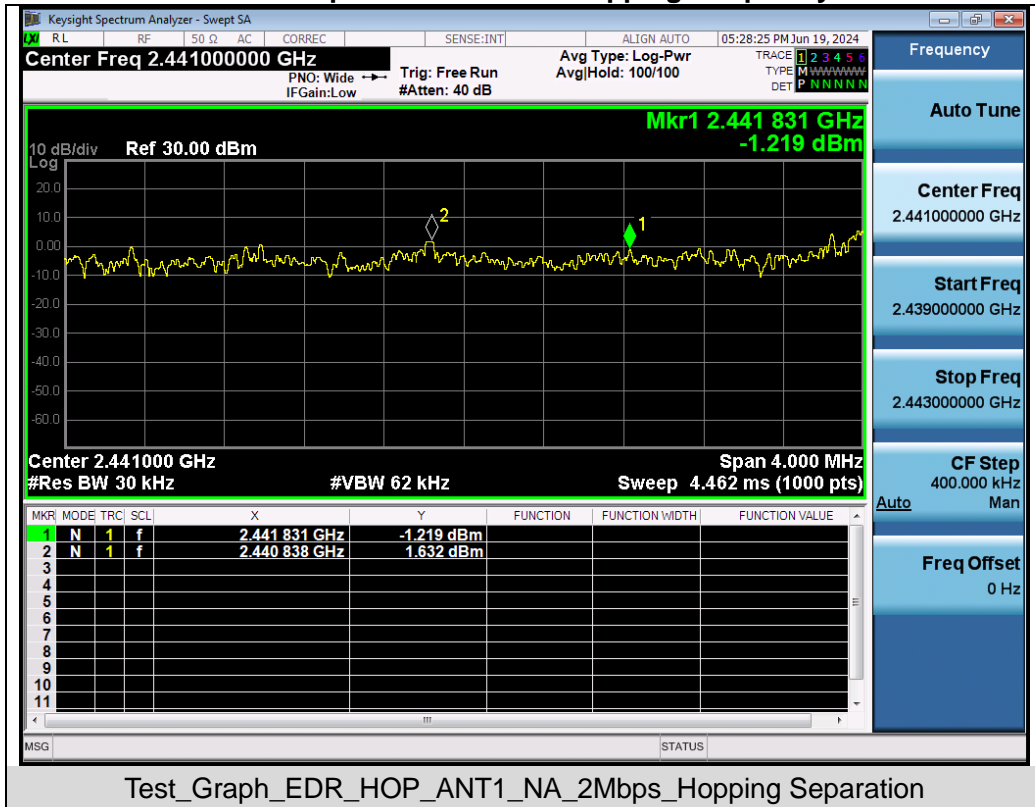 Keysight Spectrum Analyzer - Swept SA
LXI RL RF 50 Ω AC CORREC SENSE:INT ALIGN AUTO 05:28:25 PM Jun 19, 2024
Center Freq 2.441000000 GHz
PNO: Wide
IFGain:Low
Trig: Free Run
#Atten: 40 dB
Avg Type: Log-Pwr
Avg|Hold: 100/100
TRACE 1 2 3 4 5 6
TYPE M WWWWW
DET P N N N N N
Mkr1 2.441 831 GHz
-1.219 dBm
10 dB/div Ref 30.00 dBm
Log
20.0
10.0
0.00
-10.0
-20.0
-30.0
-40.0
-50.0
-60.0
2
1
Center 2.441000 GHz Span 4.000 MHz
#Res BW 30 kHz #VBW 62 kHz Sweep 4.462 ms (1000 pts)
MKR MODE TRC SCL X Y FUNCTION FUNCTION WIDTH FUNCTION VALUE
1 N 1 f 2.441 831 GHz -1.219 dBm
2 N 1 f 2.440 838 GHz 1.632 dBm
3
4
5
6
7
8
9
10
11
MSG STATUS
Frequency
Auto Tune
Center Freq
2.441000000 GHz
Start Freq
2.439000000 GHz
Stop Freq
2.443000000 GHz
CF Step
400.000 kHz
Auto Man
Freq Offset
0 Hz
Test_Graph_EDR_HOP_ANT1_NA_2Mbps_Hopping Separation